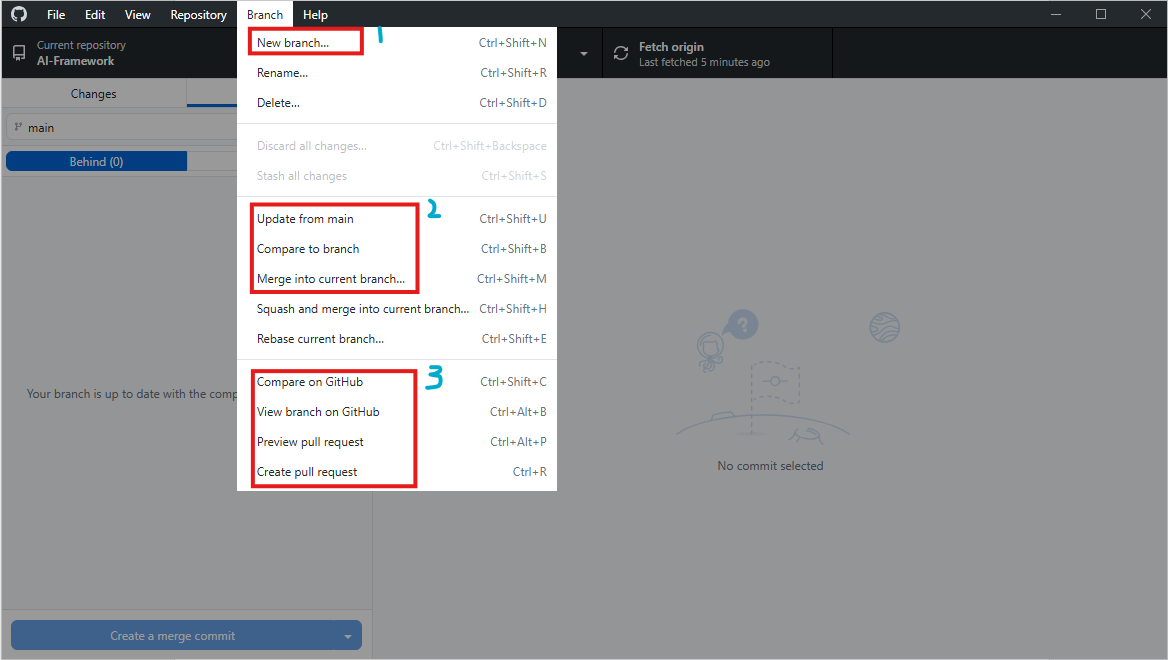 File Edit View Repository Branch Help
Current repository
AI-Framework
Fetch origin
Last fetched 5 minutes ago
Changes
main
Behind (0)
New branch... Ctrl+Shift+N
1
Rename... Ctrl+Shift+R
Delete... Ctrl+Shift+D
Discard all changes... Ctrl+Shift+Backspace
Stash all changes Ctrl+Shift+S
2
Update from main Ctrl+Shift+U
Compare to branch Ctrl+Shift+B
Merge into current branch... Ctrl+Shift+M
Squash and merge into current branch... Ctrl+Shift+H
Rebase current branch... Ctrl+Shift+E
3
Compare on GitHub Ctrl+Shift+C
View branch on GitHub Ctrl+Alt+B
Preview pull request Ctrl+Alt+P
Create pull request Ctrl+R
Your branch is up to date with the comp
?
No commit selected
Create a merge commit